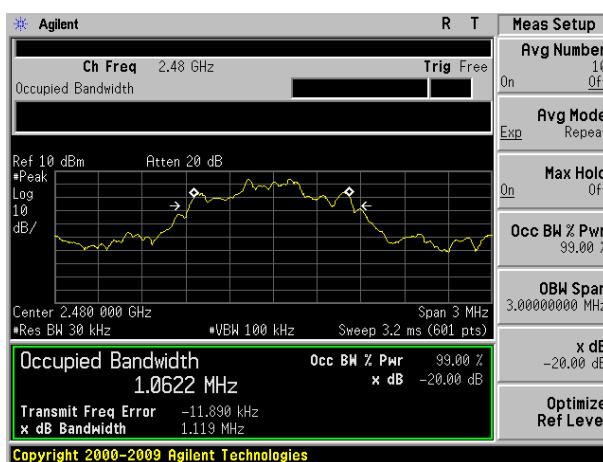 Agilent R T
Ch Freq 2.48 GHz Trig Free
Occupied Bandwidth
Ref 10 dBm Atten 20 dB
#Peak
Log
10
dB/
Center 2.480 000 GHz Span 3 MHz
#Res BW 30 kHz #VBW 100 kHz Sweep 3.2 ms (601 pts)
Occupied Bandwidth
1.0622 MHz
Occ BW % Pwr 99.00 %
x dB -20.00 dB
Transmit Freq Error -11.890 kHz
x dB Bandwidth 1.119 MHz
Copyright 2000-2009 Agilent Technologies
Meas Setup
Avg Number
On
Avg Mode
Exp Repea
Max Hold
On Of
Occ BW % Pwr
99.00 %
OBW Span
3.00000000 MHz
x dB
-20.00 dB
Optimize
Ref Leve